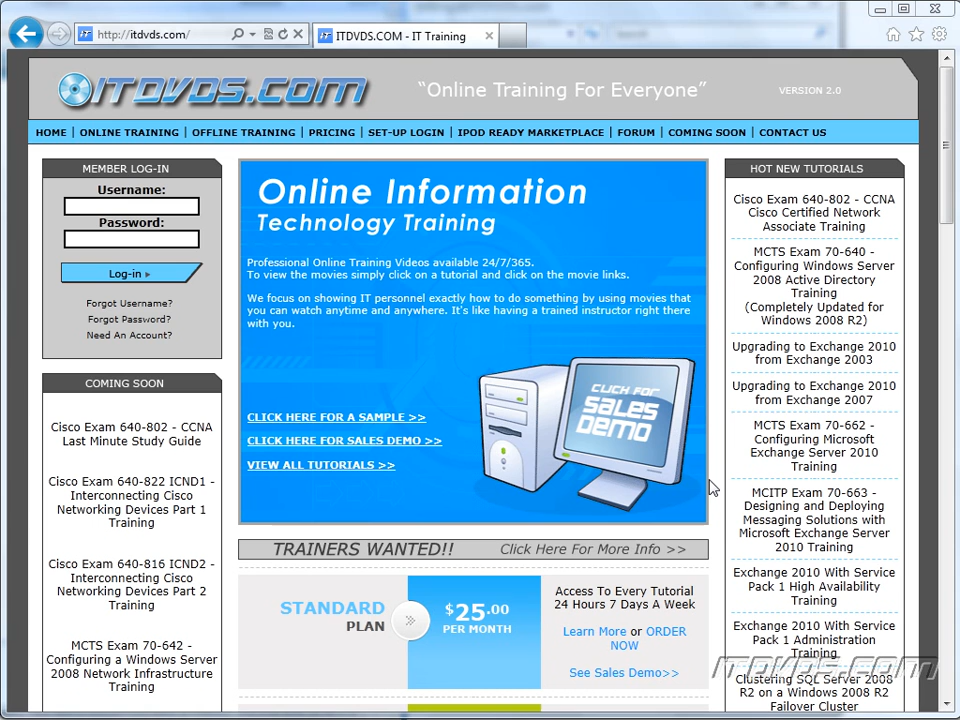 http://itdvds.com/
ITDVDS.COM - IT Training
ITDVDS.COM
“Online Training For Everyone”
VERSION 2.0
HOME | ONLINE TRAINING | OFFLINE TRAINING | PRICING | SET-UP LOGIN | IPOD READY MARKETPLACE | FORUM | COMING SOON | CONTACT US
MEMBER LOG-IN
Username:
Password:
Log-in
Forgot Username?
Forgot Password?
Need An Account?
COMING SOON
Cisco Exam 640-802 - CCNA
Last Minute Study Guide
Cisco Exam 640-822 ICND1 -
Interconnecting Cisco
Networking Devices Part 1
Training
Cisco Exam 640-816 ICND2 -
Interconnecting Cisco
Networking Devices Part 2
Training
MCTS Exam 70-642 -
Configuring a Windows Server
2008 Network Infrastructure
Training
Online Information
Technology Training
Professional Online Training Videos available 24/7/365.
To view the movies simply click on a tutorial and click on the movie links.
We focus on showing IT personnel exactly how to do something by using movies that
you can watch anytime and anywhere. It's like having a trained instructor right there
with you.
CLICK HERE FOR A SAMPLE >>
CLICK HERE FOR SALES DEMO >>
VIEW ALL TUTORIALS >>
CLICK FOR
SALES
DEMO
TRAINERS WANTED!! Click Here For More Info >>
STANDARD
PLAN
$25.00
PER MONTH
Access To Every Tutorial
24 Hours 7 Days A Week
Learn More or ORDER
NOW
See Sales Demo>>
HOT NEW TUTORIALS
Cisco Exam 640-802 - CCNA
Cisco Certified Network
Associate Training
MCTS Exam 70-640 -
Configuring Windows Server
2008 Active Directory
Training
(Completely Updated for
Windows 2008 R2)
Upgrading to Exchange 2010
from Exchange 2003
Upgrading to Exchange 2010
from Exchange 2007
MCTS Exam 70-662 -
Configuring Microsoft
Exchange Server 2010
Training
MCITP Exam 70-663 -
Designing and Deploying
Messaging Solutions with
Microsoft Exchange Server
2010 Training
Exchange 2010 With Service
Pack 1 High Availability
Training
Exchange 2010 With Service
Pack 1 Administration
Training
Clustering SQL Server 2008
R2 on a Windows 2008 R2
Failover Cluster
ITDVDS.COM